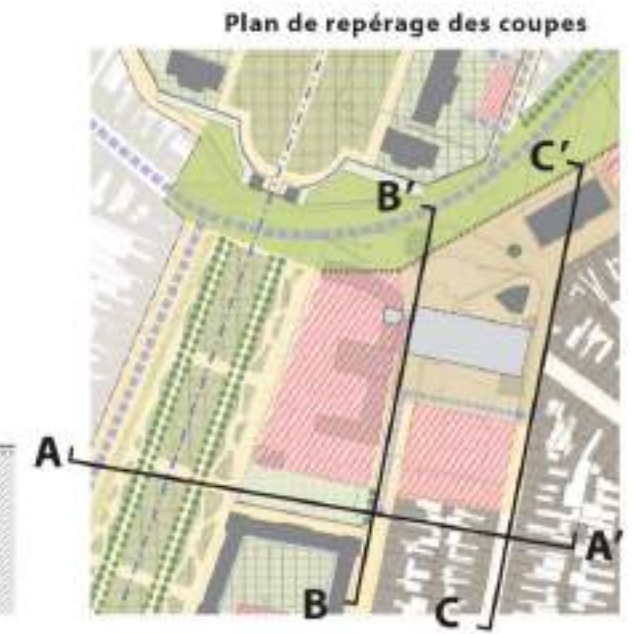 Plan de repérage des coupes
C’
B’
A
A’
B
C